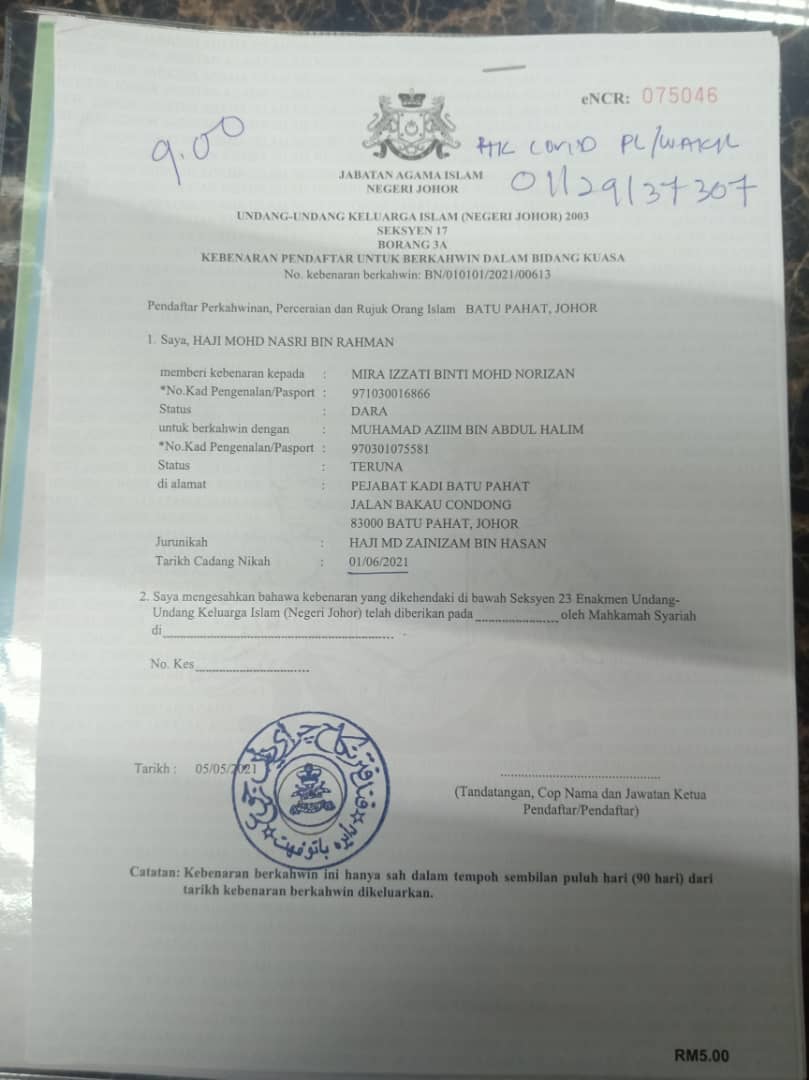 eNCR: 075046
9.00
COVID PL/WAKIL
01129137307
JABATAN AGAMA ISLAM
NEGERI JOHOR
UNDANG-UNDANG KELUARGA ISLAM (NEGERI JOHOR) 2003
SEKSYEN 17
BORANG 3A
KEBENARAN PENDAFTAR UNTUK BERKAHWIN DALAM BIDANG KUASA
No. kebenaran berkahwin: BN/010101/2021/00613
Pendaftar Perkahwinan, Perceraian dan Rujuk Orang Islam BATU PAHAT, JOHOR
1. Saya, HAJI MOHD NASRI BIN RAHMAN
memberi kebenaran kepada : MIRA IZZATI BINTI MOHD NORIZAN
*No.Kad Pengenalan/Pasport : 971030016866
Status : DARA
untuk berkahwin dengan : MUHAMAD AZIIM BIN ABDUL HALIM
*No.Kad Pengenalan/Pasport : 970301075581
Status : TERUNA
di alamat : PEJABAT KADI BATU PAHAT
JALAN BAKAU CONDONG
83000 BATU PAHAT, JOHOR
Jurunikah : HAJI MD ZAINIZAM BIN HASAN
Tarikh Cadang Nikah : 01/06/2021
2. Saya mengesahkan bahawa kebenaran yang dikehendaki di bawah Seksyen 23 Enakmen Undang-
Undang Keluarga Islam (Negeri Johor) telah diberikan pada ............... oleh Mahkamah Syariah
di...............
No. Kes...............
Tarikh : 05/05/2021
(Tandatangan, Cop Nama dan Jawatan Ketua
Pendaftar/Pendaftar)
دايره باتو فهت
Catatan: Kebenaran berkahwin ini hanya sah dalam tempoh sembilan puluh hari (90 hari) dari
tarikh kebenaran berkahwin dikeluarkan.
RM5.00